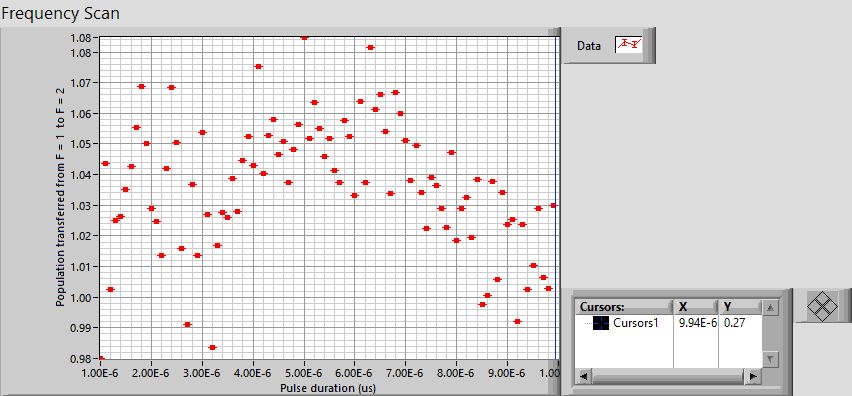 Frequency Scan
Population transferred from F = 1 to F = 2
1.08
1.08
1.07
1.06
1.05
1.04
1.03
1.02
1.01
1.00
0.99
0.98
1.00E-6 2.00E-6 3.00E-6 4.00E-6 5.00E-6 6.00E-6 7.00E-6 8.00E-6 9.00E-6 1.00
Pulse duration (us)
Data
Cursors: X Y
Cursors1 9.94E-6 0.27